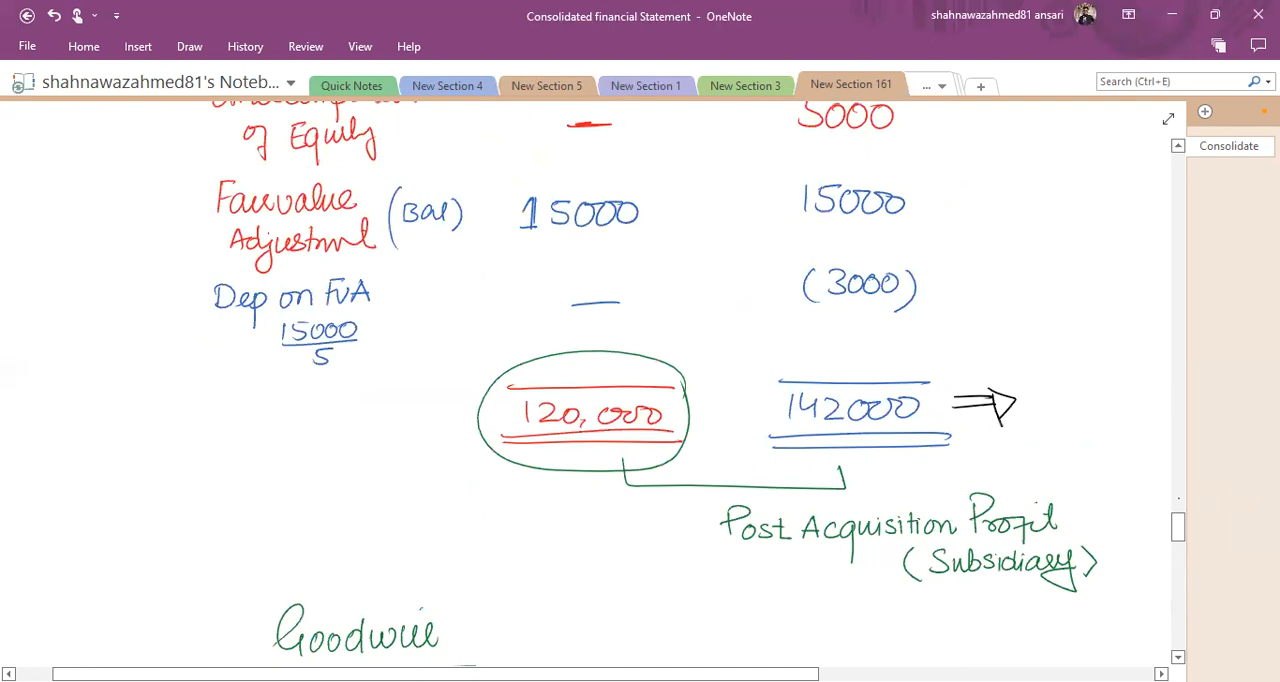 Consolidated financial Statement - OneNote
shahnawazahmed81 ansari
File Home Insert Draw History Review View Help
shahnawazahmed81's Noteb...
Quick Notes New Section 4 New Section 5 New Section 1 New Section 3 New Section 161 ...
Search (Ctrl+E)
Consolidate
of Equity — 5000
Fair value (Bal) 15000 15000
Adjustment
Dep on FVA — (3000)
15000
5
120,000 142000 ⇒
Post Acquisition Profit
(Subsidiary)
Goodwill